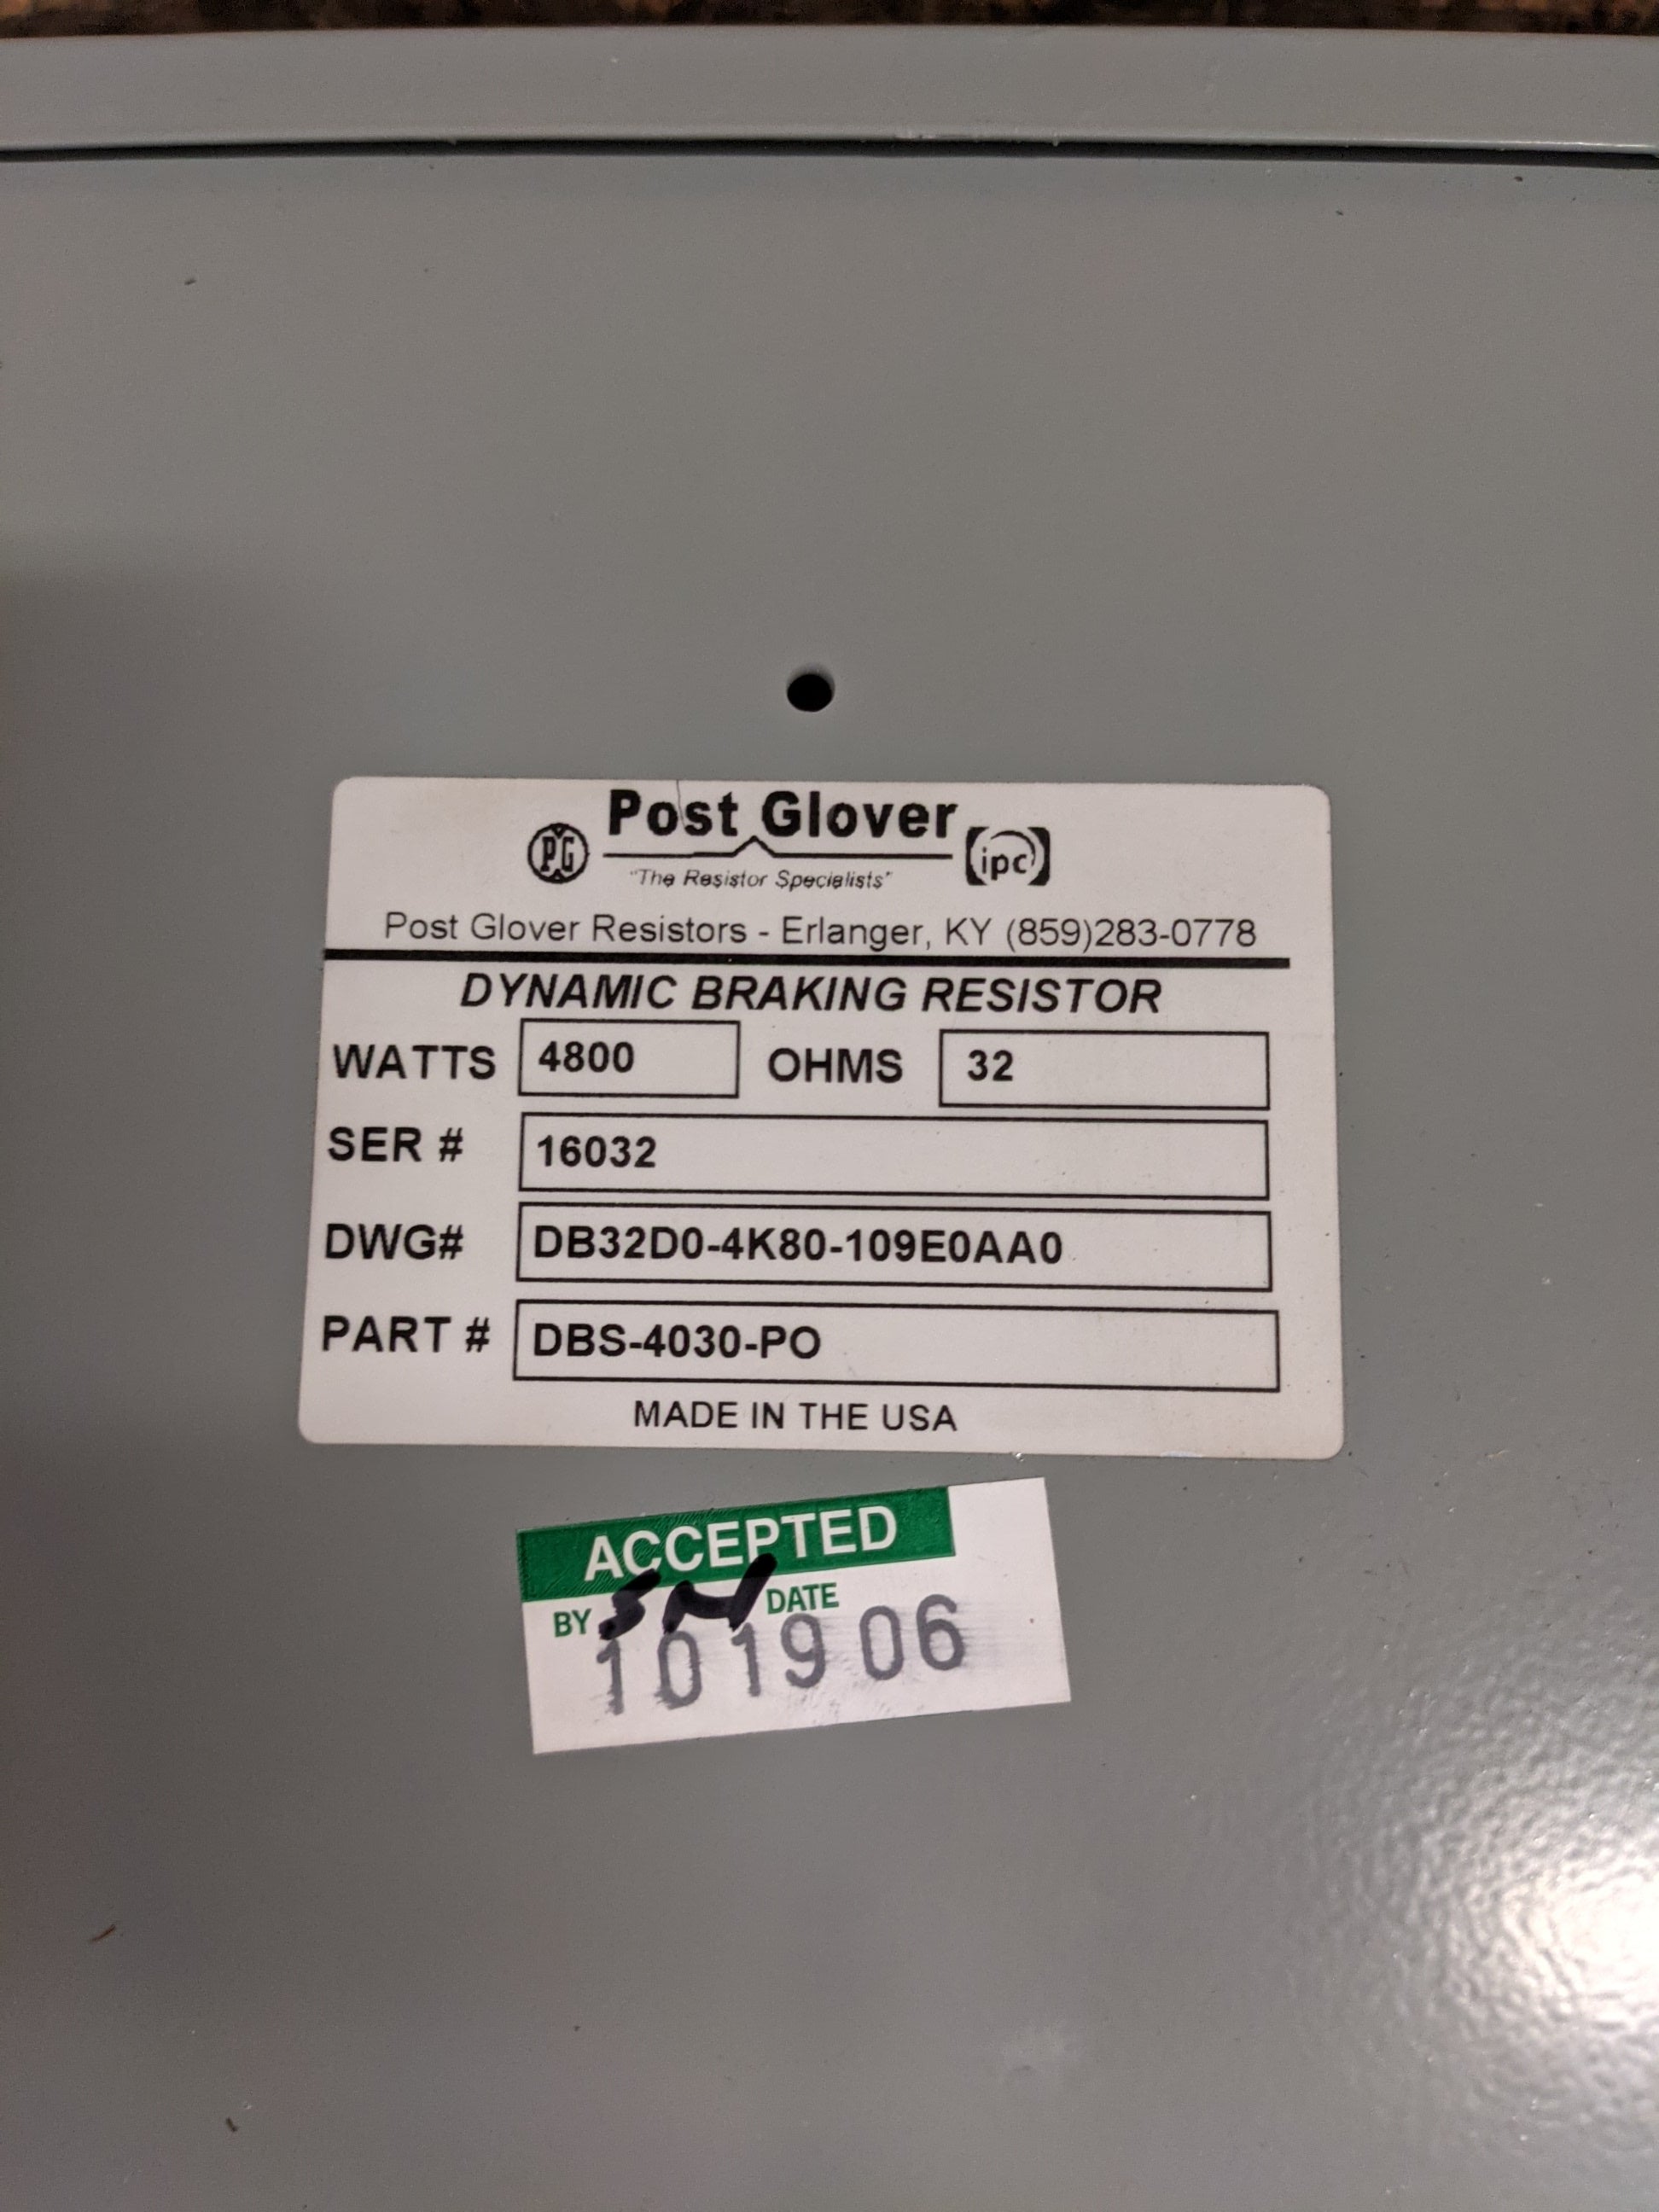 Post Glover
PG
ipc
"The Resistor Specialists"
Post Glover Resistors - Erlanger, KY (859)283-0778
DYNAMIC BRAKING RESISTOR
WATTS 4800 OHMS 32
SER # 16032
DWG# DB32D0-4K80-109E0AA0
PART # DBS-4030-PO
MADE IN THE USA
ACCEPTED
BY DATE
101906